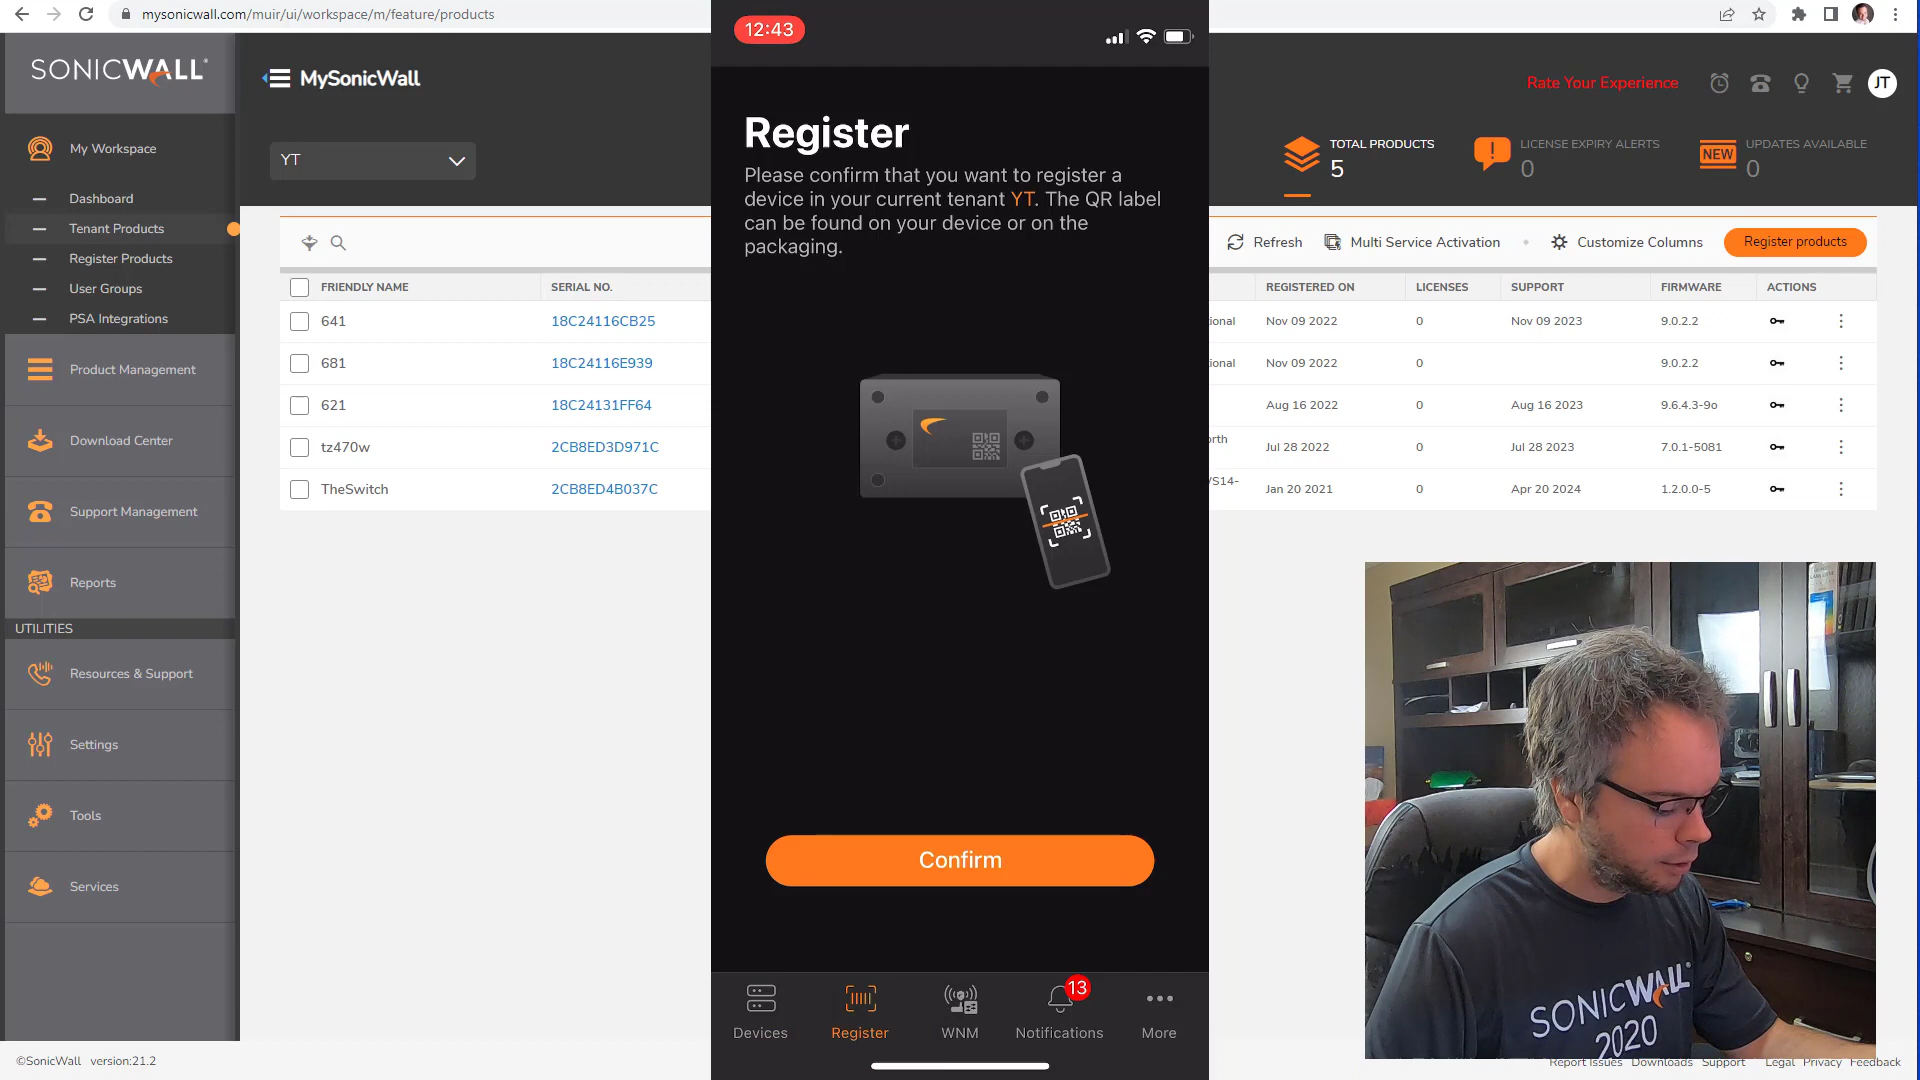 mysonicwall.com/muir/ui/workspace/m/feature/products
SONICWALL
MySonicWall
YT
Rate Your Experience
JT
TOTAL PRODUCTS
5
LICENSE EXPIRY ALERTS
0
NEW
UPDATES AVAILABLE
0
My Workspace
Dashboard
Tenant Products
Register Products
User Groups
PSA Integrations
Product Management
Download Center
Support Management
Reports
UTILITIES
Resources & Support
Settings
Tools
Services
©SonicWall version:21.2
Refresh
Multi Service Activation
Customize Columns
Register products
FRIENDLY NAME SERIAL NO. REGISTERED ON LICENSES SUPPORT FIRMWARE ACTIONS
641 18C24116CB25 ional Nov 09 2022 0 Nov 09 2023 9.0.2.2
681 18C24116E939 ional Nov 09 2022 0 9.0.2.2
621 18C24131FF64 Aug 16 2022 0 Aug 16 2023 9.6.4.3-9o
tz470w 2CB8ED3D971C orth Jul 28 2022 0 Jul 28 2023 7.0.1-5081
TheSwitch 2CB8ED4B037C /S14- Jan 20 2021 0 Apr 20 2024 1.2.0.0-5
12:43
Register
Please confirm that you want to register a
device in your current tenant YT. The QR label
can be found on your device or on the
packaging.
Confirm
Devices
Register
WNM
13
Notifications
More
SONICWALL
2020
Report Issues Downloads Support Legal Privacy Feedback